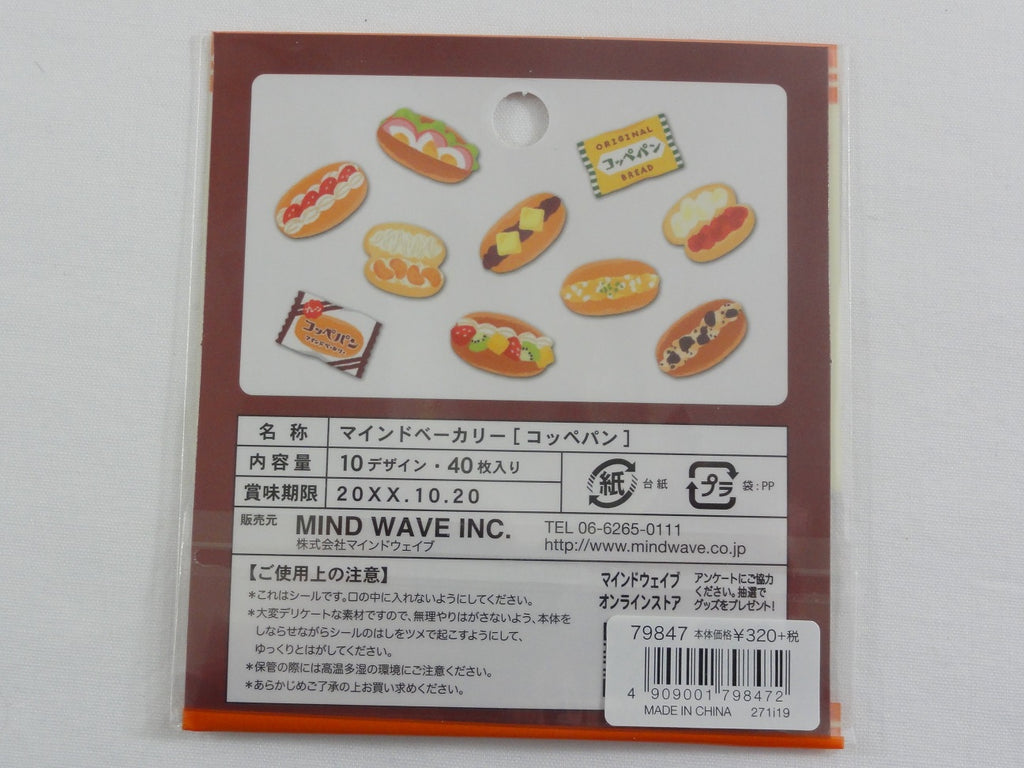 ORIGINAL
コッペパン
BREAD
コッペパン
マインドベーカリー
名称 マインドベーカリー [ コッペパン ]
内容量 10デザイン・40枚入り
賞味期限 20XX.10.20
紙 台紙
プラ 袋:PP
販売元 MIND WAVE INC.
株式会社マインドウェイブ
TEL 06-6265-0111
http://www.mindwave.co.jp
【ご使用上の注意】
*これはシールです。口の中に入れないようにしてください。
*大変デリケートな素材ですので、無理やりはがさないよう、本体を
しならせながらシールのはしをツメで起こすようにして、
ゆっくりとはがしてください。
*保管の際には高温多湿の環境にご注意ください。
*あらかじめご了承の上お買い求めください。
マインドウェイブ
オンラインストア
アンケートにご協力
ください。抽選で
グッズをプレゼント!
79847 本体価格¥320+税
4 909001 798472
MADE IN CHINA 271i19